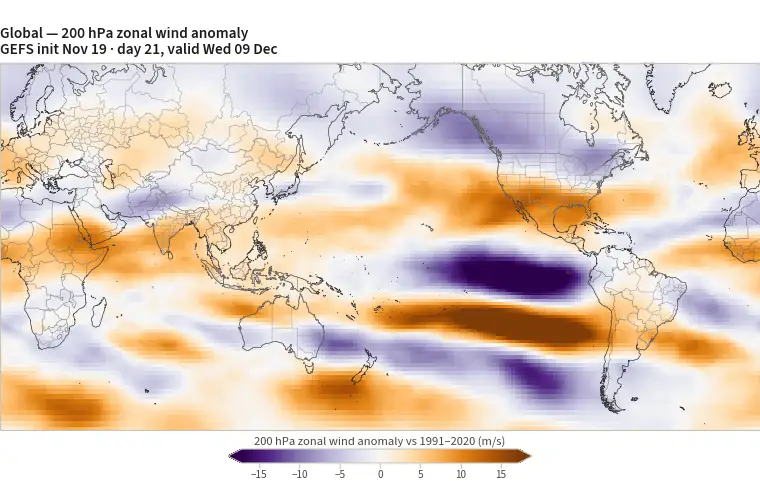 Global — 200 hPa zonal wind anomaly
GEFS init Nov 19 · day 21, valid Wed 09 Dec
200 hPa zonal wind anomaly vs 1991–2020 (m/s)
−15 −10 −5 0 5 10 15